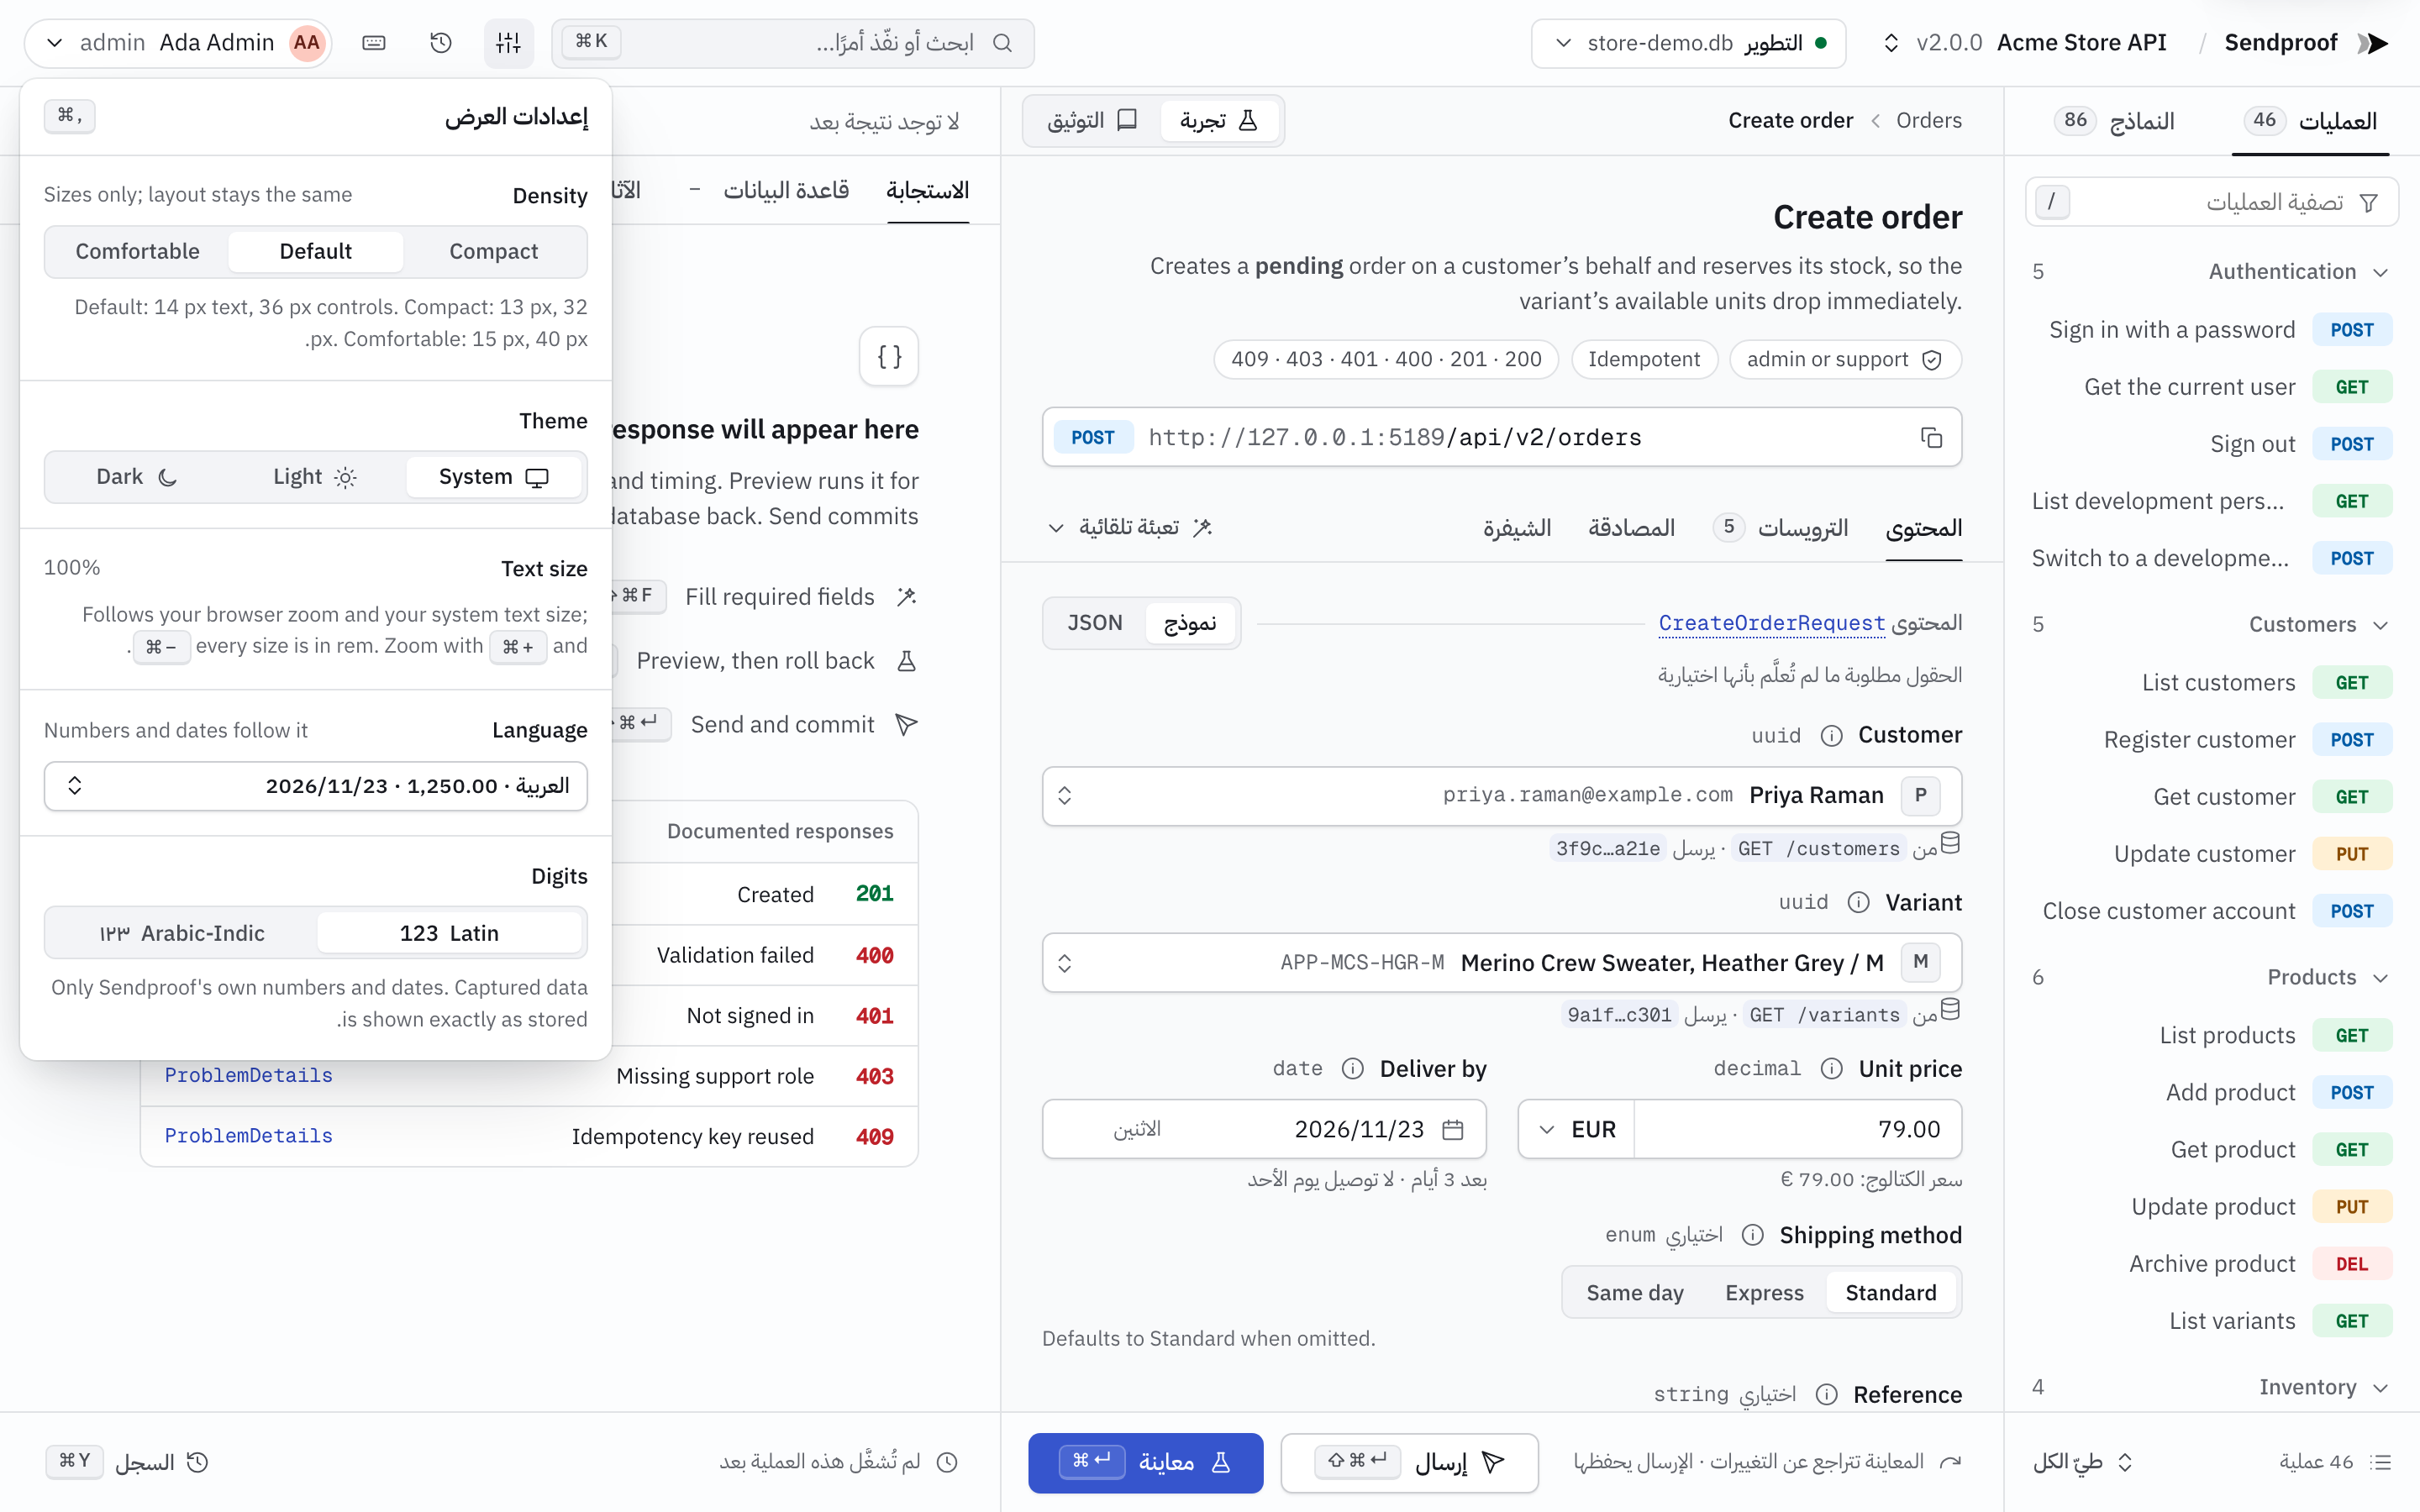 Sendproof / Acme Store API v2.0.0
التطوير store-demo.db
ابحث أو نفّذ أمرًا... ⌘K
AA Ada Admin admin
العمليات 46
النماذج 86
تصفية العمليات /
Authentication 5
POST Sign in with a password
GET Get the current user
POST Sign out
GET List development pers...
POST Switch to a developme...
Customers 5
GET List customers
POST Register customer
GET Get customer
PUT Update customer
POST Close customer account
Products 6
GET List products
POST Add product
GET Get product
PUT Update product
DEL Archive product
GET List variants
Inventory 4
46 عملية
طيّ الكل
Orders Create order
تجربة التوثيق
Create order
Creates a pending order on a customer’s behalf and reserves its stock, so the
variant’s available units drop immediately.
admin or support Idempotent 409 · 403 · 401 · 400 · 201 · 200
POST http://127.0.0.1:5189/api/v2/orders
المحتوى الترويسات 5 المصادقة الشيفرة تعبئة تلقائية
المحتوى CreateOrderRequest نموذج JSON
الحقول مطلوبة ما لم تُعلَّم بأنها اختيارية
Customer uuid
P Priya Raman priya.raman@example.com
من GET /customers · يرسل 3f9c…a21e
Variant uuid
M Merino Crew Sweater, Heather Grey / M APP-MCS-HGR-M
من GET /variants · يرسل 9a1f…c301
Unit price decimal
79.00 EUR
سعر الكتالوج: 79.00 €
Deliver by date
2026/11/23 الاثنين
بعد 3 أيام · لا توصيل يوم الأحد
Shipping method اختياري enum
Standard Express Same day
Defaults to Standard when omitted.
Reference اختياري string
المعاينة تتراجع عن التغييرات · الإرسال يحفظها
إرسال ⇧⌘↵
معاينة ⌘↵
لا توجد نتيجة بعد
الاستجابة قاعدة البيانات –
{ }
response will appear here
and timing. Preview runs it for
database back. Send commits
Fill required fields ⌘F
Preview, then roll back
Send and commit ⌘↵
Documented responses
201 Created
400 Validation failed
401 Not signed in
403 Missing support role ProblemDetails
409 Idempotency key reused ProblemDetails
لم تُشغَّل هذه العملية بعد
السجل ⌘Y
إعدادات العرض ⌘,
Density Sizes only; layout stays the same
Compact Default Comfortable
Default: 14 px text, 36 px controls. Compact: 13 px, 32
px. Comfortable: 15 px, 40 px.
Theme
System Light Dark
Text size 100%
Follows your browser zoom and your system text size;
every size is in rem. Zoom with ⌘+ and ⌘−.
Language Numbers and dates follow it
العربية · 1,250.00 · 2026/11/23
Digits
123 Latin ١٢٣ Arabic-Indic
Only Sendproof's own numbers and dates. Captured data
is shown exactly as stored.